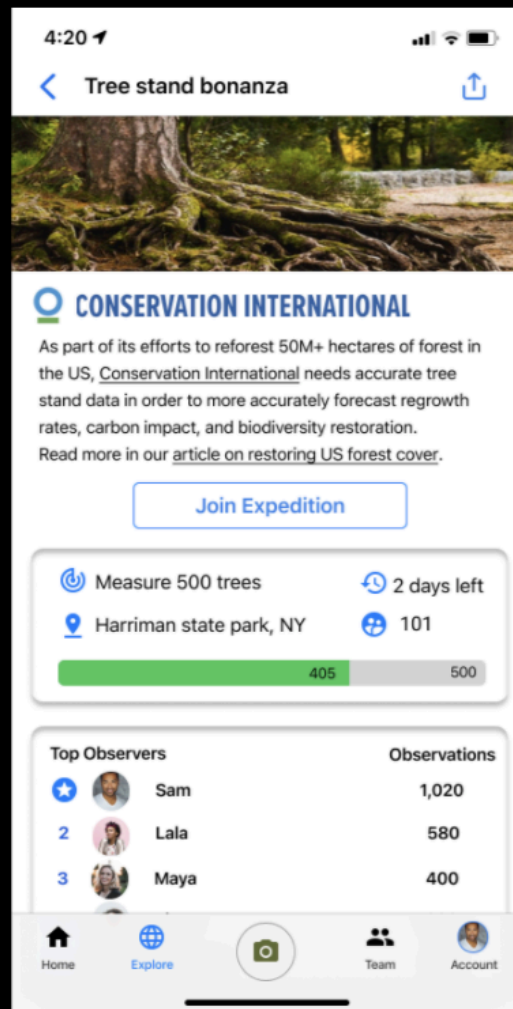 4:20
Tree stand bonanza
CONSERVATION INTERNATIONAL
As part of its efforts to reforest 50M+ hectares of forest in
the US, Conservation International needs accurate tree
stand data in order to more accurately forecast regrowth
rates, carbon impact, and biodiversity restoration.
Read more in our article on restoring US forest cover.
Join Expedition
Measure 500 trees 2 days left
Harriman state park, NY 101
405 500
Top Observers Observations
Sam 1,020
2 Lala 580
3 Maya 400
Home Explore Team Account